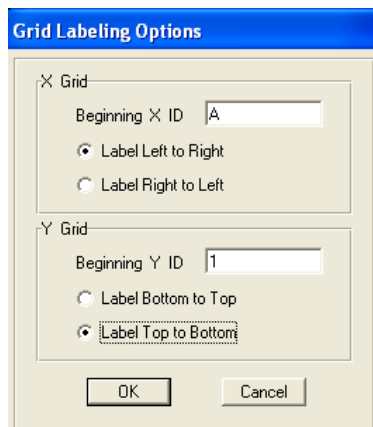 Grid Labeling Options
X Grid
Beginning X ID A
Label Left to Right
Label Right to Left
Y Grid
Beginning Y ID 1
Label Bottom to Top
Label Top to Bottom
OK Cancel